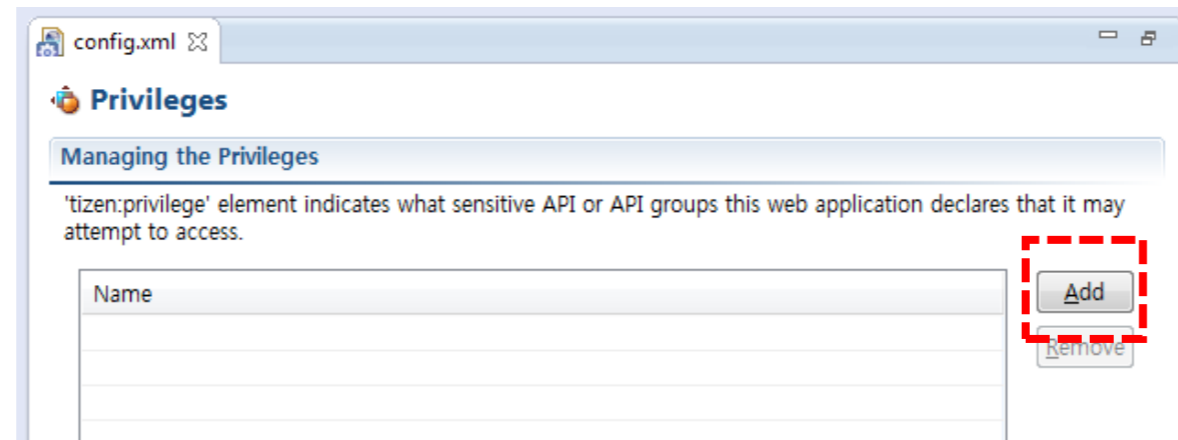 config.xml
Privileges
Managing the Privileges
'tizen:privilege' element indicates what sensitive API or API groups this web application declares that it may
attempt to access.
Name
Add
Remove